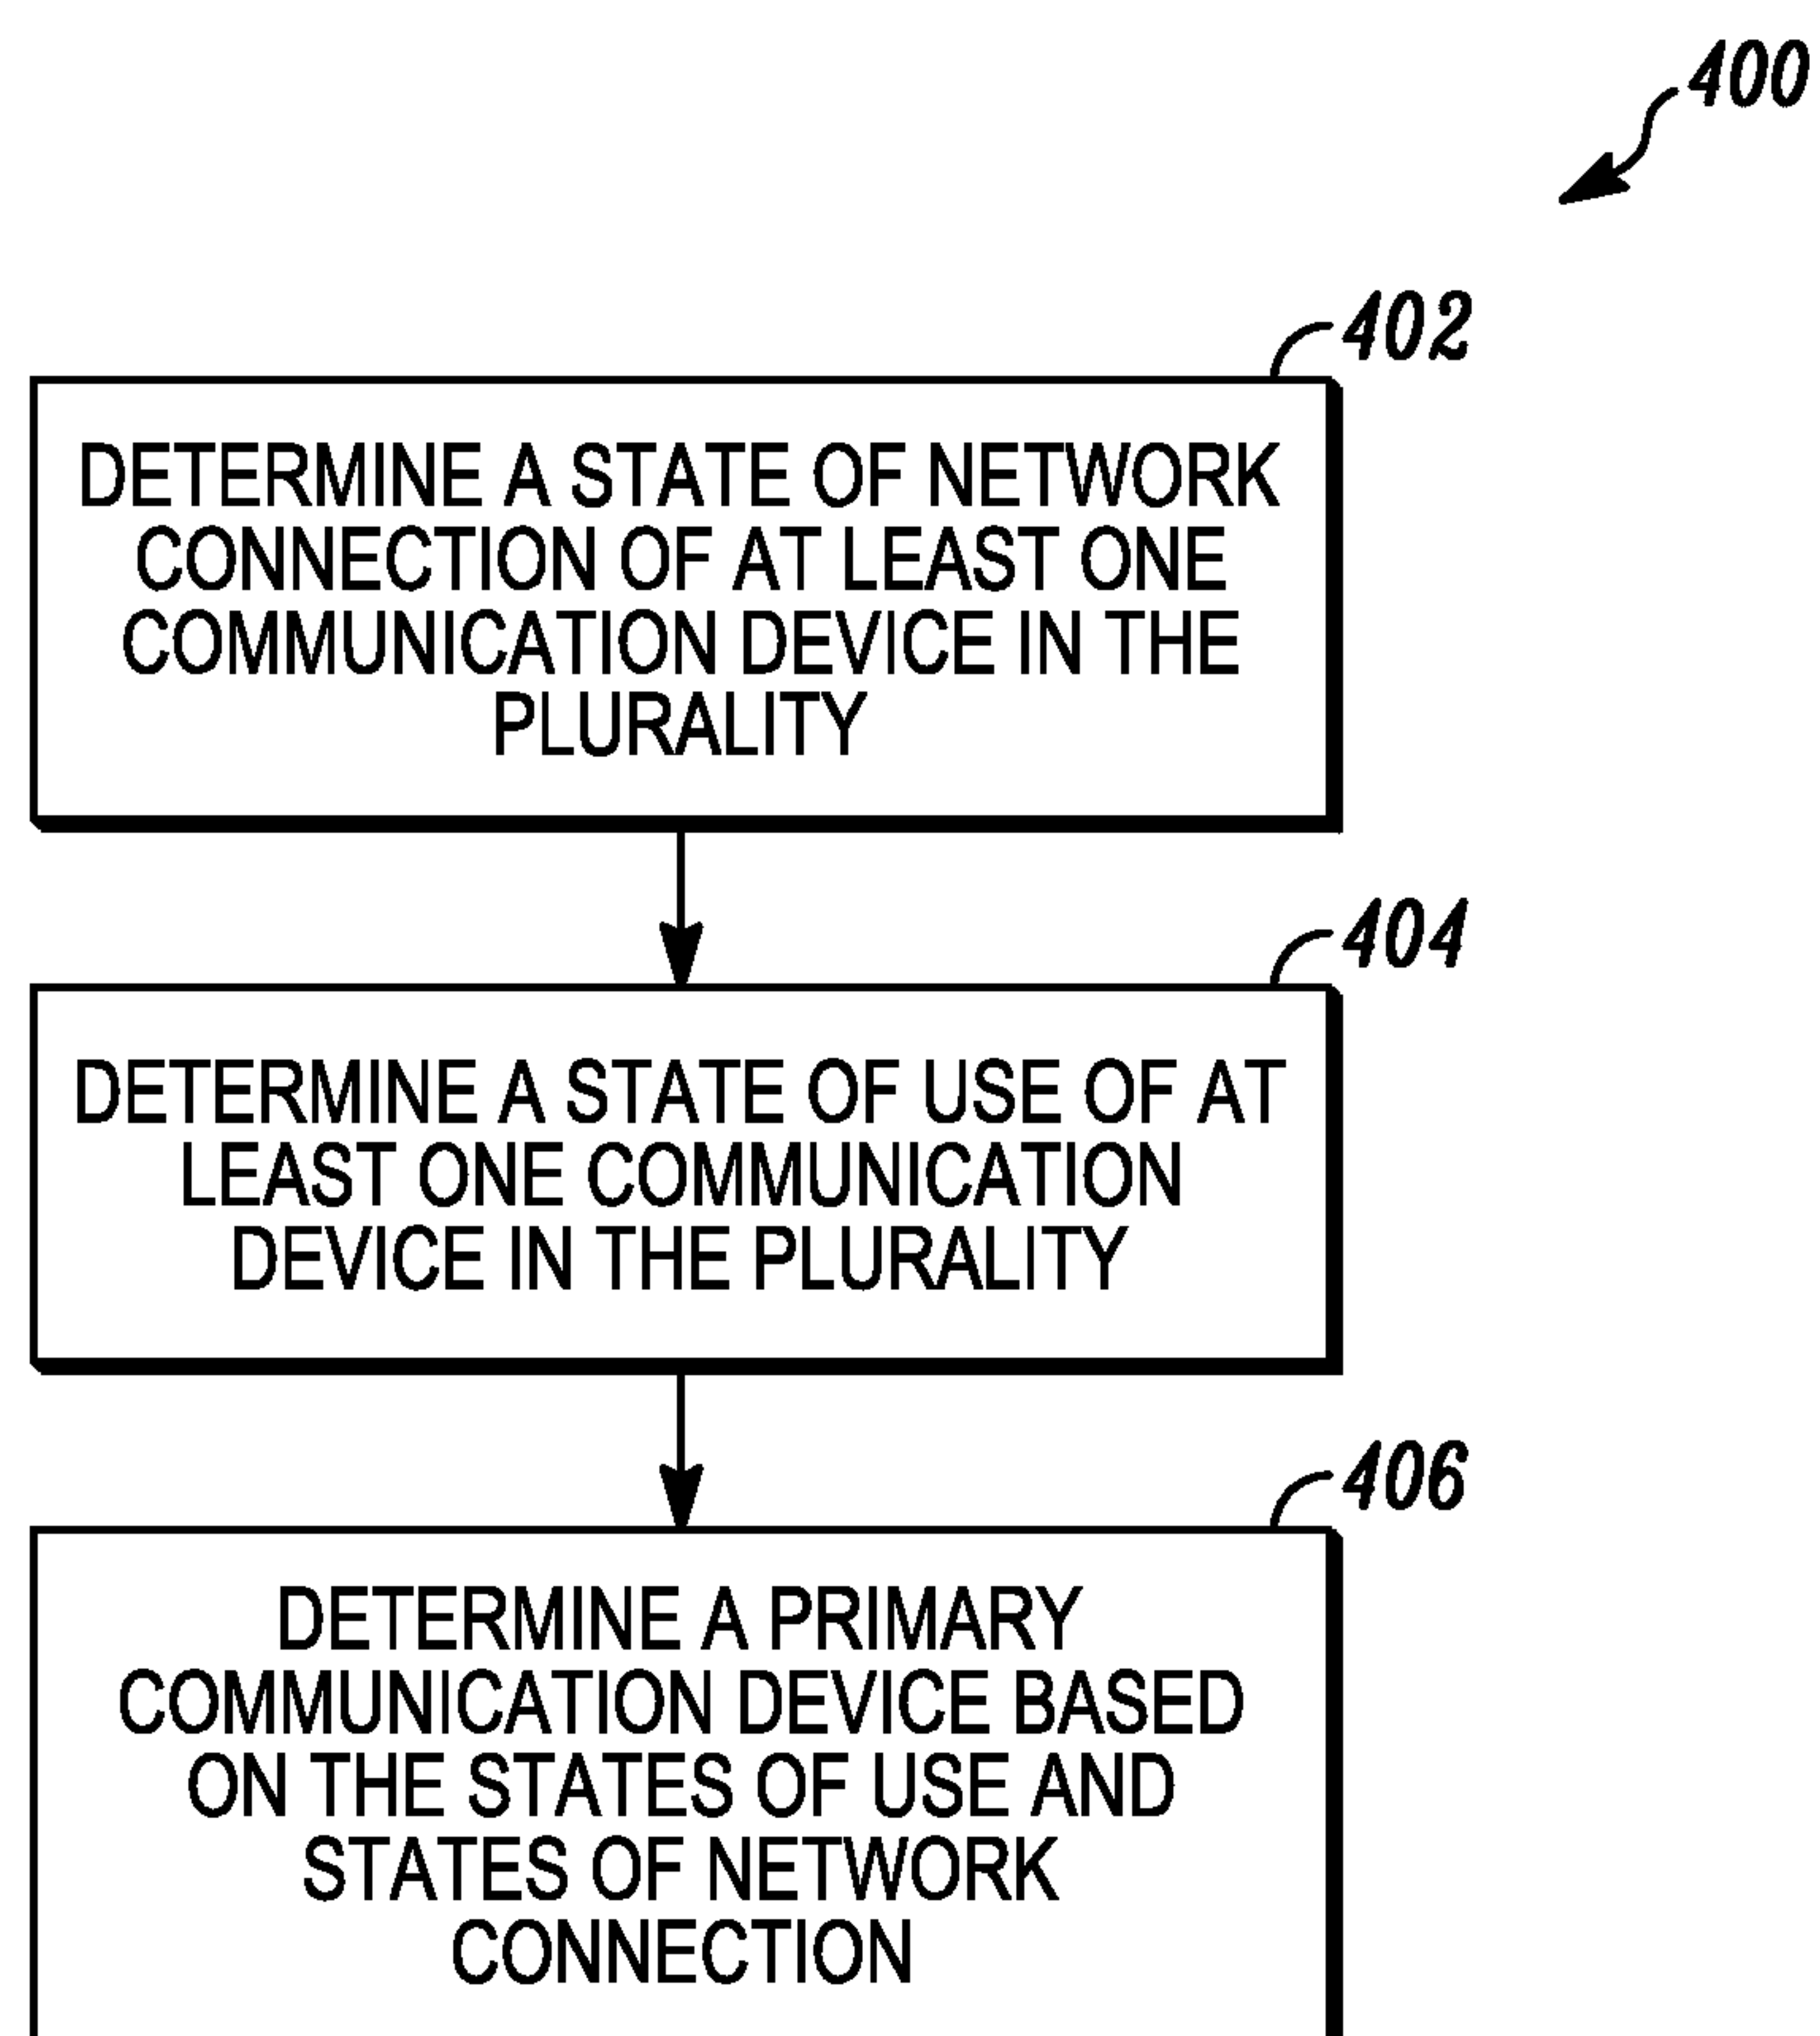 400
402
DETERMINE A STATE OF NETWORK
CONNECTION OF AT LEAST ONE
COMMUNICATION DEVICE IN THE
PLURALITY
404
DETERMINE A STATE OF USE OF AT
LEAST ONE COMMUNICATION
DEVICE IN THE PLURALITY
406
DETERMINE A PRIMARY
COMMUNICATION DEVICE BASED
ON THE STATES OF USE AND
STATES OF NETWORK
CONNECTION